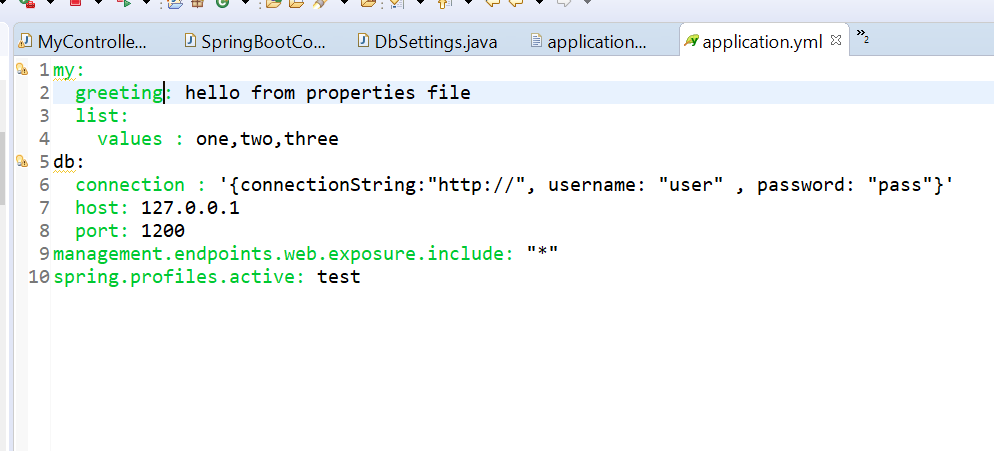 MyControlle... SpringBootCo... DbSettings.java application... application.yml »2
1 my:
2   greeting: hello from properties file
3   list:
4     values : one,two,three
5 db:
6   connection : '{connectionString:"http://", username: "user" , password: "pass"}'
7   host: 127.0.0.1
8   port: 1200
9 management.endpoints.web.exposure.include: "*"
10 spring.profiles.active: test